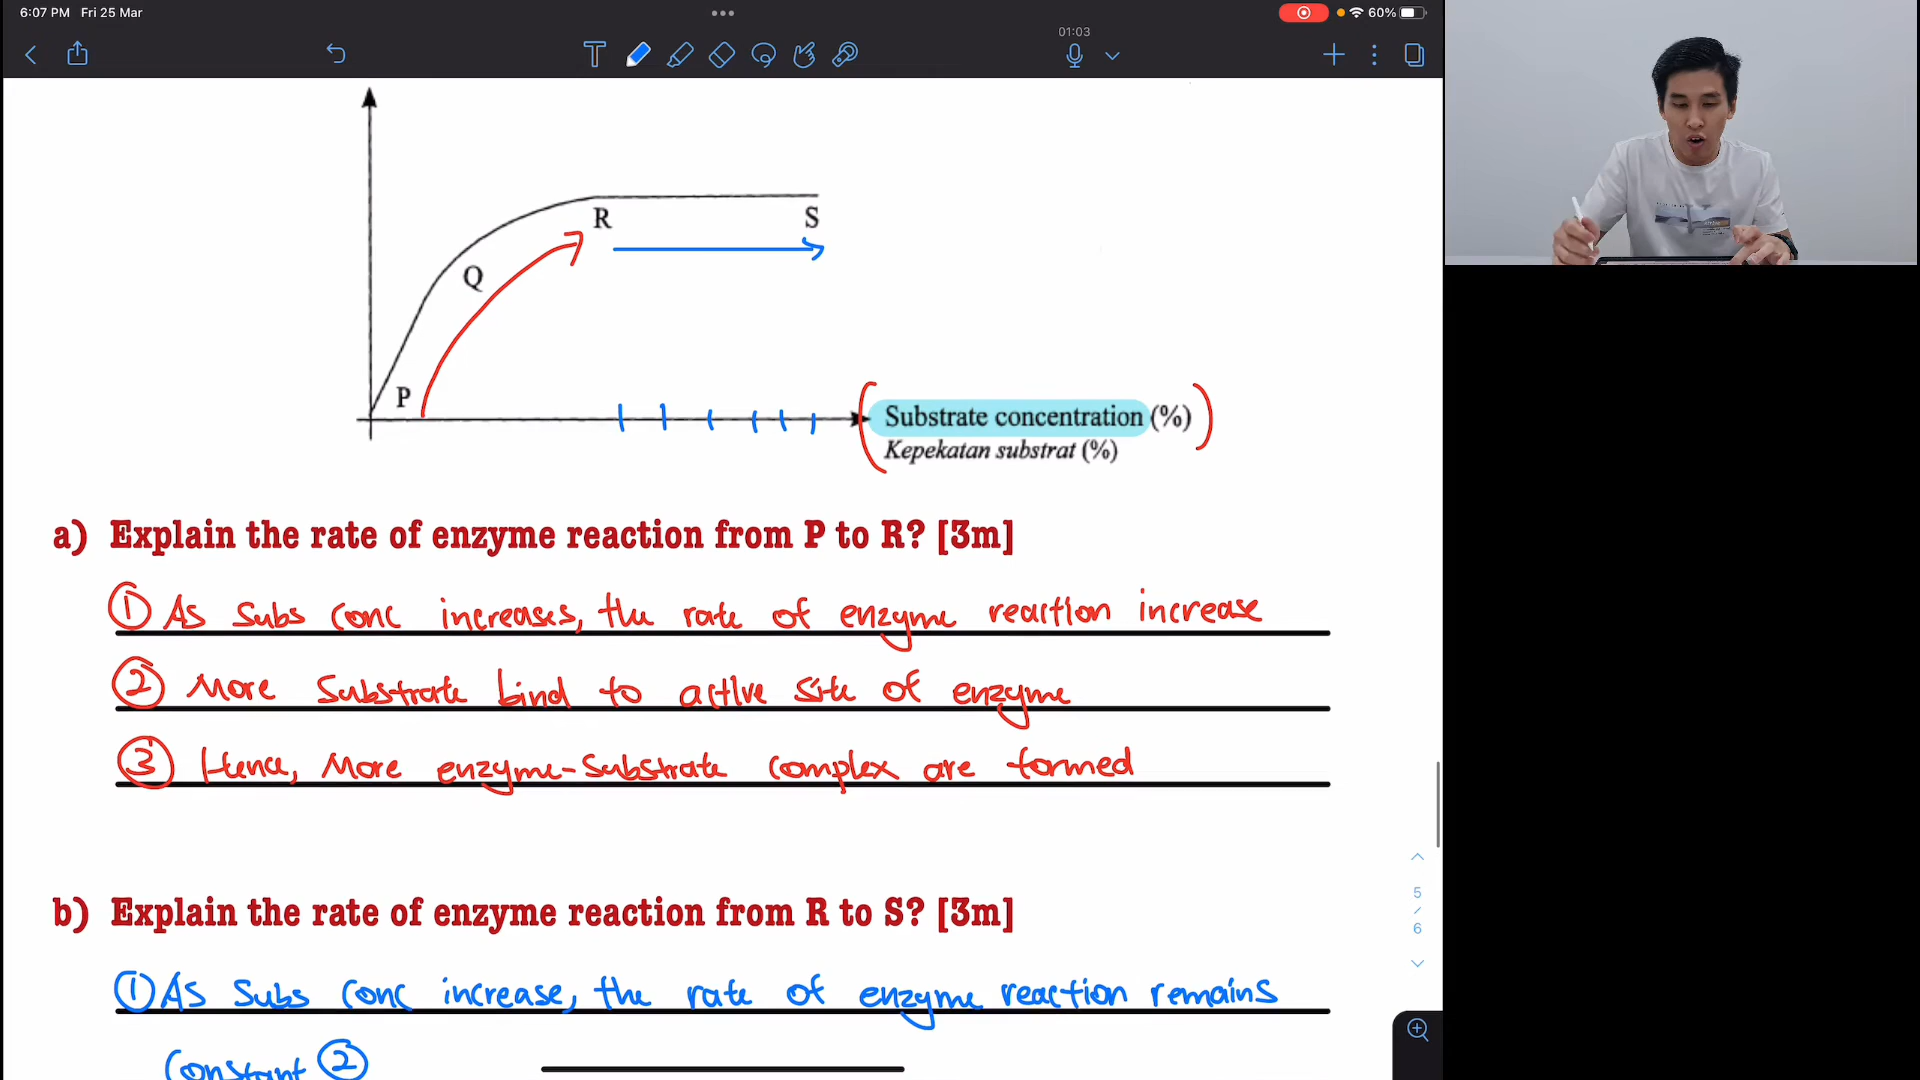 6:07 PM Fri 25 Mar
60%
01:03
R
S
Q
P
Substrate concentration (%)
Kepekatan substrat (%)
a) Explain the rate of enzyme reaction from P to R? [3m]
① As Subs conc increases, the rate of enzyme reaction increase
② More Substrate bind to active site of enzyme
③ Hence, More enzyme-Substrate complex are formed
b) Explain the rate of enzyme reaction from R to S? [3m]
① As Subs conc increase, the rate of enzyme reaction remains
constant ②
5
/
6